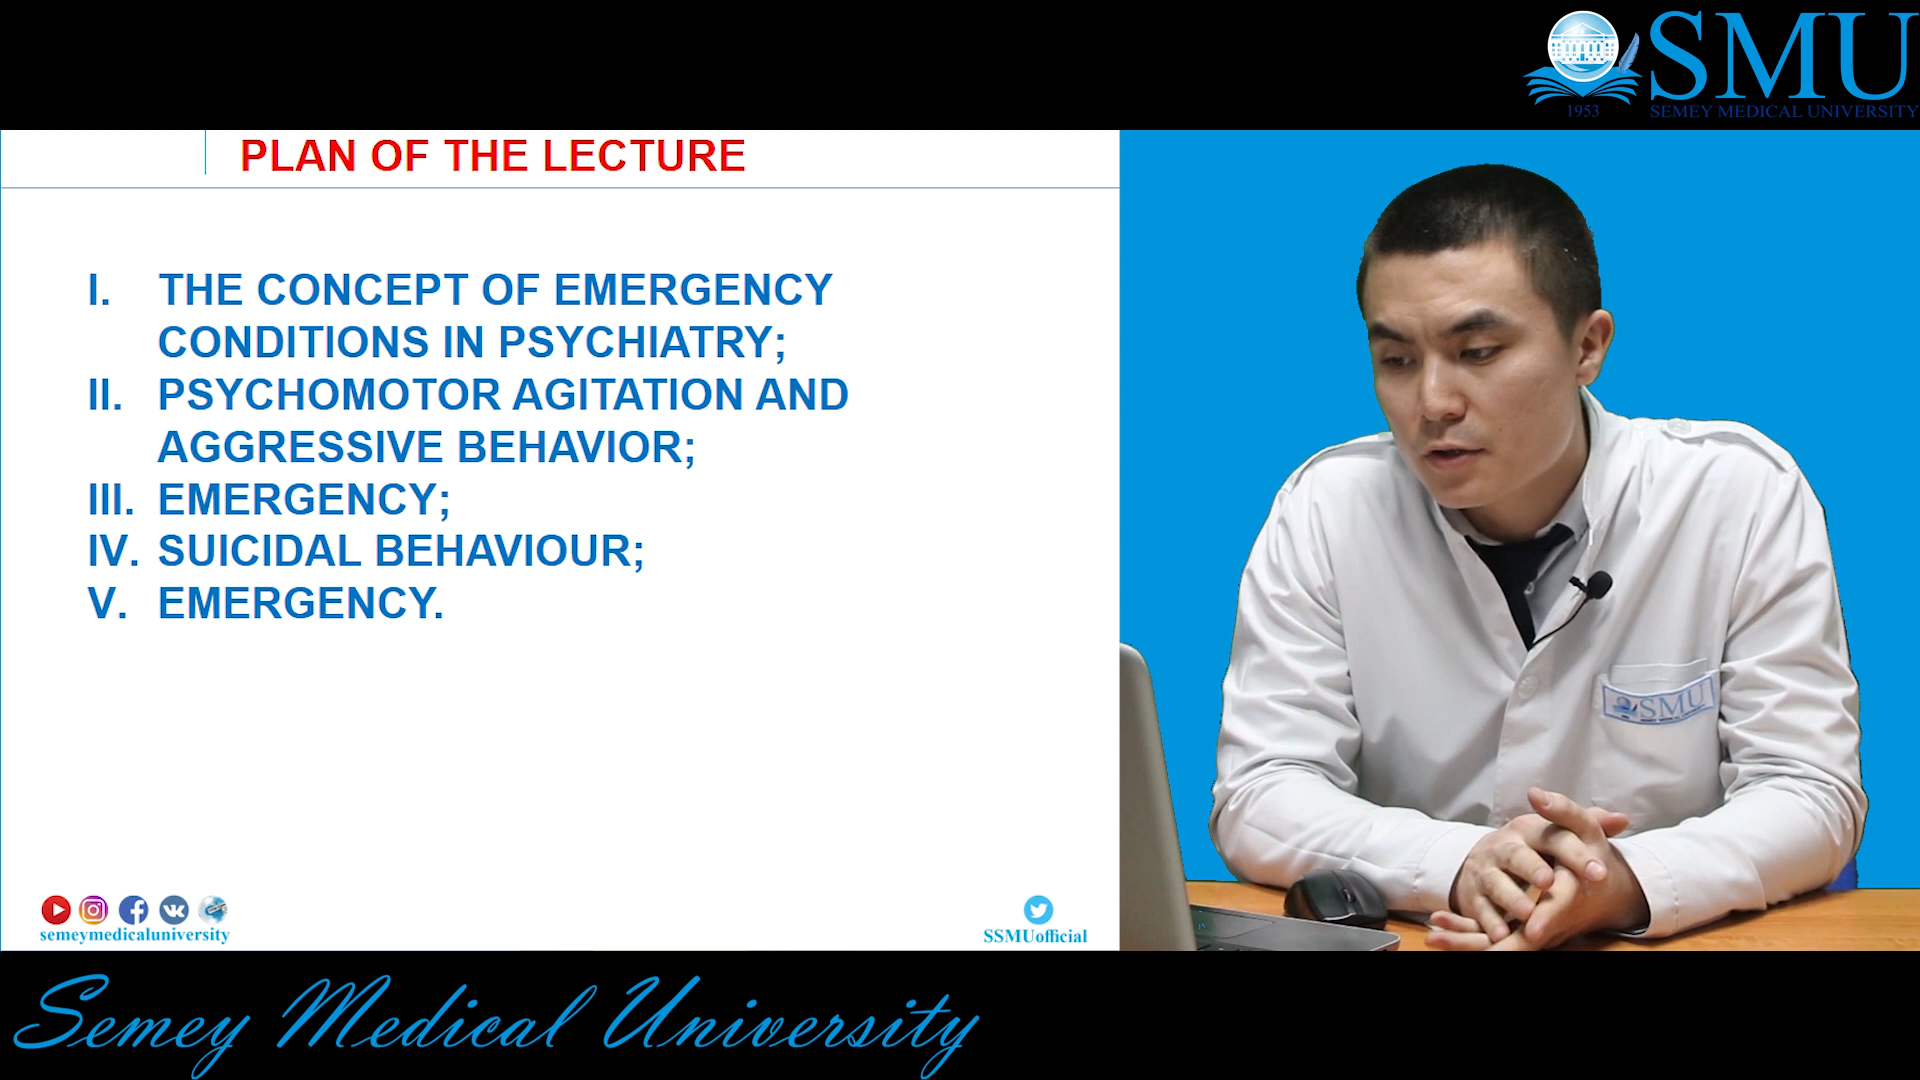 SMU
1953
SEMEY MEDICAL UNIVERSITY
PLAN OF THE LECTURE
I. THE CONCEPT OF EMERGENCY
CONDITIONS IN PSYCHIATRY;
II. PSYCHOMOTOR AGITATION AND
AGGRESSIVE BEHAVIOR;
III. EMERGENCY;
IV. SUICIDAL BEHAVIOUR;
V. EMERGENCY.
SMU
semeymedicaluniversity
SSMUofficial
Semey Medical University